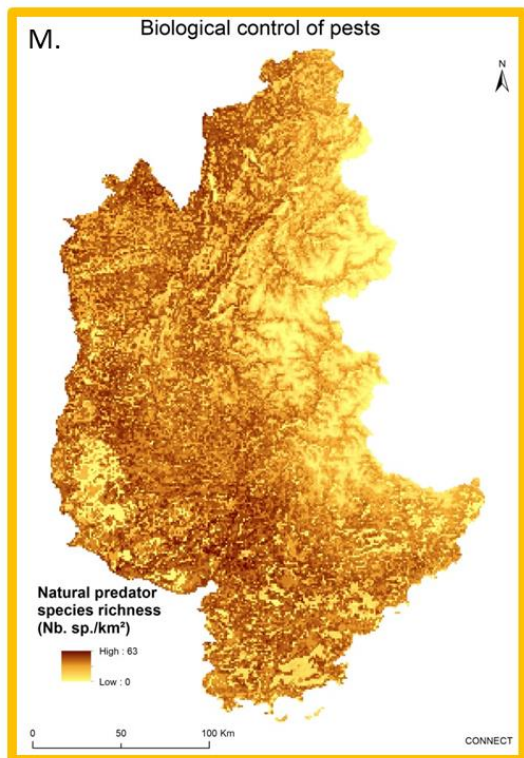 M.
Biological control of pests
N
Natural predator
species richness
(Nb. sp./km²)
High : 63
Low : 0
0 50 100 Km
CONNECT